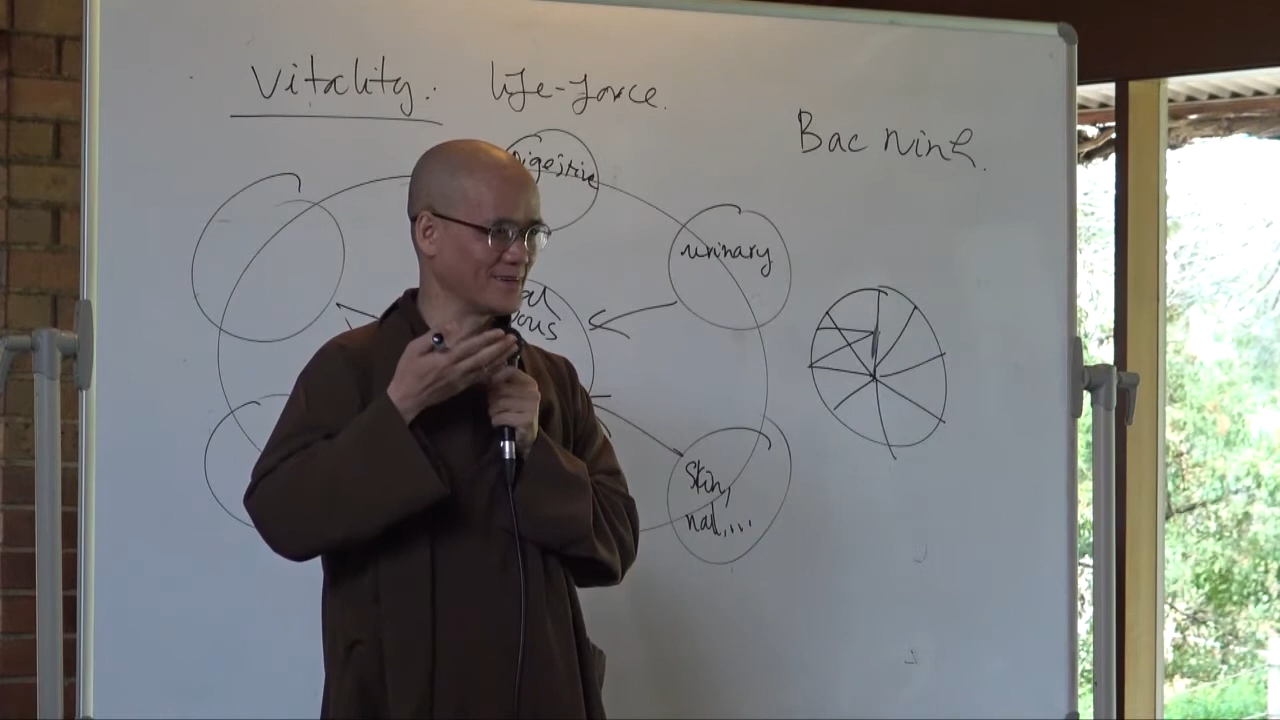 Vitality: life-force.
Bac Ninh.
Digestive
urinary
Skin,
nail,...